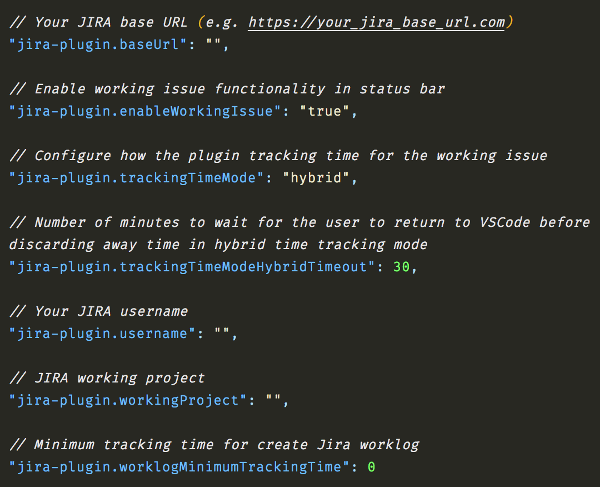 // Your JIRA base URL (e.g. https://your_jira_base_url.com)
"jira-plugin.baseUrl": "",
// Enable working issue functionality in status bar
"jira-plugin.enableWorkingIssue": "true",
// Configure how the plugin tracking time for the working issue
"jira-plugin.trackingTimeMode": "hybrid",
// Number of minutes to wait for the user to return to VSCode before
discarding away time in hybrid time tracking mode
"jira-plugin.trackingTimeModeHybridTimeout": 30,
// Your JIRA username
"jira-plugin.username": "",
// JIRA working project
"jira-plugin.workingProject": "",
// Minimum tracking time for create Jira worklog
"jira-plugin.worklogMinimumTrackingTime": 0